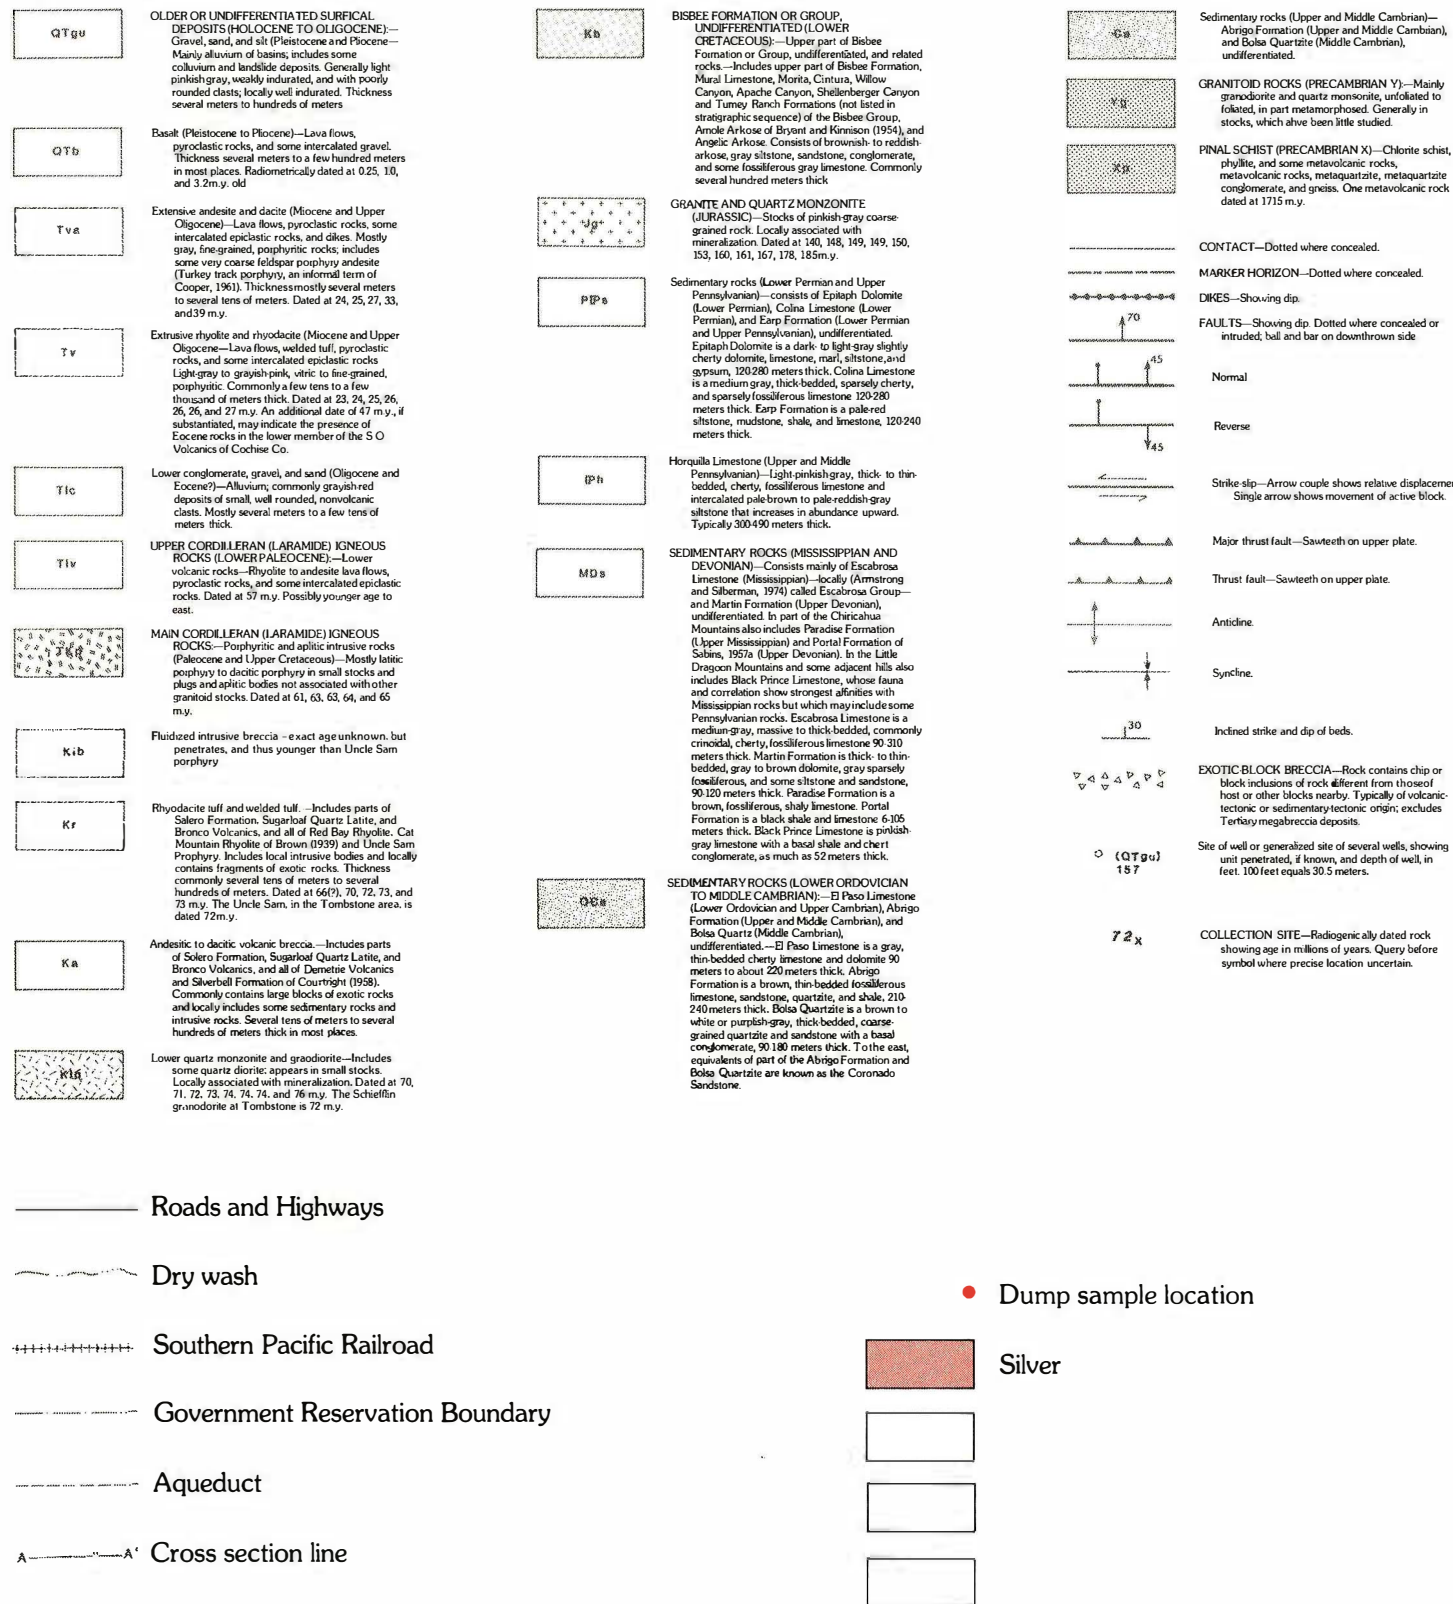 QTgu
OLDER OR UNDIFFERENTIATED SURFICAL
DEPOSITS (HOLOCENE TO OLIGOCENE):—
Gravel, sand, and silt (Pleistocene and Pliocene—
Mainly alluvium of basins; includes some
colluvium and landslide deposits. Generally light
pinkish gray, weakly indurated, and with poorly
rounded clasts; locally well indurated. Thickness
several meters to hundreds of meters
QTb
Basalt (Pleistocene to Pliocene)—Lava flows,
pyroclastic rocks, and some intercalated gravel.
Thickness several meters to a few hundred meters
in most places. Radiometrically dated at 0.25, 1.0,
and 3.2m.y. old
Tva
Extensive andesite and dacite (Miocene and Upper
Oligocene)—Lava flows, pyroclastic rocks, some
intercalated epiclastic rocks, and dikes. Mostly
gray, fine-grained, porphyritic rocks; includes
some very coarse feldspar porphyry andesite
(Turkey track porphyry, an informal term of
Cooper, 1961). Thickness mostly several meters
to several tens of meters. Dated at 24, 25, 27, 33,
and 39 m.y.
Tv
Extrusive rhyolite and rhyodacite (Miocene and Upper
Oligocene—Lava flows, welded tuff, pyroclastic
rocks, and some intercalated epiclastic rocks
Light-gray to grayish-pink, vitric to fine-grained,
porphyritic. Commonly a few tens to a few
thousand of meters thick. Dated at 23, 24, 25, 26,
26, 26, and 27 m.y. An additional date of 47 m.y., if
substantiated, may indicate the presence of
Eocene rocks in the lower member of the S O
Volcanics of Cochise Co.
Tlc
Lower conglomerate, gravel, and sand (Oligocene and
Eocene?)—Alluvium; commonly grayish-red
deposits of small, well rounded, nonvolcanic
clasts. Mostly several meters to a few tens of
meters thick.
Tlv
UPPER CORDILLERAN (LARAMIDE) IGNEOUS
ROCKS (LOWER PALEOCENE):—Lower
volcanic rocks—Rhyolite to andesite lava flows,
pyroclastic rocks, and some intercalated epiclastic
rocks. Dated at 57 m.y. Possibly younger age to
east.
MAIN CORDILLERAN (LARAMIDE) IGNEOUS
ROCKS:—Porphyritic and aplitic intrusive rocks
(Paleocene and Upper Cretaceous)—Mostly latitic
porphyry to dacitic porphyry in small stocks and
plugs and aplitic bodies not associated with other
granitoid stocks. Dated at 61, 63, 63, 64, and 65
m.y.
Kib
Fluidized intrusive breccia - exact age unknown, but
penetrates, and thus younger than Uncle Sam
porphyry
Kr
Rhyodacite tuff and welded tuff. —Includes parts of
Salero Formation, Sugarloaf Quartz Latite, and
Bronco Volcanics, and all of Red Bay Rhyolite. Cat
Mountain Rhyolite of Brown (1939) and Uncle Sam
Prophyry. Includes local intrusive bodies and locally
contains fragments of exotic rocks. Thickness
commonly several tens of meters to several
hundreds of meters. Dated at 66(?), 70, 72, 73, and
73 m.y. The Uncle Sam, in the Tombstone area, is
dated 72m.y.
Ka
Andesitic to dacitic volcanic breccia.—Includes parts
of Solero Formation, Sugarloaf Quartz Latite, and
Bronco Volcanics, and all of Demetrie Volcanics
and Silverbell Formation of Courtright (1958).
Commonly contains large blocks of exotic rocks
and locally includes some sedimentary rocks and
intrusive rocks. Several tens of meters to several
hundreds of meters thick in most places.
Lower quartz monzonite and graodiorite—Includes
some quartz diorite: appears in small stocks.
Locally associated with mineralization. Dated at 70,
71, 72, 73, 74, 74, 74, and 76 m.y. The Schiefflin
granodorite at Tombstone is 72 m.y.
Kb
BISBEE FORMATION OR GROUP,
UNDIFFERENTIATED (LOWER
CRETACEOUS):—Upper part of Bisbee
Formation or Group, undifferentiated, and related
rocks.—Includes upper part of Bisbee Formation,
Mural Limestone, Morita, Cintura, Willow
Canyon, Apache Canyon, Shellenberger Canyon
and Turney Ranch Formations (not listed in
stratigraphic sequence) of the Bisbee Group,
Amole Arkose of Bryant and Kinnison (1954), and
Angelic Arkose. Consists of brownish- to reddish-
arkose, gray siltstone, sandstone, conglomerate,
and some fossiliferous gray limestone. Commonly
several hundred meters thick
Jg
GRANITE AND QUARTZ MONZONITE
(JURASSIC)—Stocks of pinkish-gray coarse-
grained rock. Locally associated with
mineralization. Dated at 140, 148, 149, 149, 150,
153, 160, 161, 167, 178, 185m.y.
PIPs
Sedimentary rocks (Lower Permian and Upper
Pennsylvanian)—consists of Epitaph Dolomite
(Lower Permian), Colina Limestone (Lower
Permian), and Earp Formation (Lower Permian
and Upper Pennsylvanian), undifferentiated.
Epitaph Dolomite is a dark- to light-gray slightly
cherty dolomite, limestone, marl, siltstone, and
gypsum, 120-280 meters thick. Colina Limestone
is a medium gray, thick-bedded, sparsely cherty,
and sparsely fossiliferous limestone 120-280
meters thick. Earp Formation is a pale-red
siltstone, mudstone, shale, and limestone, 120-240
meters thick.
IPh
Horquilla Limestone (Upper and Middle
Pennsylvanian)—Light-pinkish-gray, thick- to thin-
bedded, cherty, fossiliferous limestone and
intercalated pale-brown to pale-reddish-gray
siltstone that increases in abundance upward.
Typically 300-490 meters thick.
MDs
SEDIMENTARY ROCKS (MISSISSIPPIAN AND
DEVONIAN)—Consists mainly of Escabrosa
Limestone (Mississippian)—locally (Armstrong
and Silberman, 1974) called Escabrosa Group—
and Martin Formation (Upper Devonian),
undifferentiated. In part of the Chiricahua
Mountains also includes Paradise Formation
(Upper Mississippian) and Portal Formation of
Sabins, 1957a (Upper Devonian). In the Little
Dragoon Mountains and some adjacent hills also
includes Black Prince Limestone, whose fauna
and correlation show strongest affinities with
Mississippian rocks but which may include some
Pennsylvanian rocks. Escabrosa Limestone is a
medium-gray, massive to thick-bedded, commonly
crinoidal, cherty, fossiliferous limestone 90-310
meters thick. Martin Formation is thick- to thin-
bedded, gray to brown dolomite, gray sparsely
fossiliferous, and some siltstone and sandstone,
90-120 meters thick. Paradise Formation is a
brown, fossiliferous, shaly limestone. Portal
Formation is a black shale and limestone 6-105
meters thick. Black Prince Limestone is pinkish-
gray limestone with a basal shale and chert
conglomerate, as much as 52 meters thick.
SEDIMENTARY ROCKS (LOWER ORDOVICIAN
TO MIDDLE CAMBRIAN):—El Paso Limestone
(Lower Ordovician and Upper Cambrian), Abrigo
Formation (Upper and Middle Cambrian), and
Bolsa Quartz (Middle Cambrian),
undifferentiated.—El Paso Limestone is a gray,
thin-bedded cherty limestone and dolomite 90
meters to about 220 meters thick. Abrigo
Formation is a brown, thin-bedded fossiliferous
limestone, sandstone, quartzite, and shale, 210-
240 meters thick. Bolsa Quartzite is a brown to
white or purplish-gray, thick-bedded, coarse-
grained quartzite and sandstone with a basal
conglomerate, 90-180 meters thick. To the east,
equivalents of part of the Abrigo Formation and
Bolsa Quartzite are known as the Coronado
Sandstone.
Sedimentary rocks (Upper and Middle Cambrian)—
Abrigo Formation (Upper and Middle Cambrian),
and Bolsa Quartzite (Middle Cambrian),
undifferentiated.
Yg
GRANITOID ROCKS (PRECAMBRIAN Y):—Mainly
granodiorite and quartz monsonite, unfoliated to
foliated, in part metamorphosed. Generally in
stocks, which ahve been little studied.
Xp
PINAL SCHIST (PRECAMBRIAN X)—Chlorite schist,
phyllite, and some metavolcanic rocks,
metavolcanic rocks, metaquartzite, metaquartzite
conglomerate, and gneiss. One metavolcanic rock
dated at 1715 m.y.
CONTACT—Dotted where concealed.
MARKER HORIZON—Dotted where concealed.
DIKES—Showing dip.
70
FAULTS—Showing dip. Dotted where concealed or
intruded; ball and bar on downthrown side
45
Normal
Reverse
45
Strike-slip—Arrow couple shows relative displacemen
Single arrow shows movement of active block.
Major thrust fault—Sawteeth on upper plate.
Thrust fault—Sawteeth on upper plate.
Anticline.
Syncline.
30
Inclined strike and dip of beds.
EXOTIC-BLOCK BRECCIA—Rock contains chip or
block inclusions of rock different from those of
host or other blocks nearby. Typically of volcanic-
tectonic or sedimentary-tectonic origin; excludes
Tertiary megabreccia deposits.
(QTgu)
157
Site of well or generalized site of several wells, showing
unit penetrated, if known, and depth of well, in
feet. 100 feet equals 30.5 meters.
72x
COLLECTION SITE—Radiogenically dated rock
showing age in millions of years. Query before
symbol where precise location uncertain.
Roads and Highways
Dry wash
Southern Pacific Railroad
Government Reservation Boundary
Aqueduct
A A' Cross section line
Dump sample location
Silver